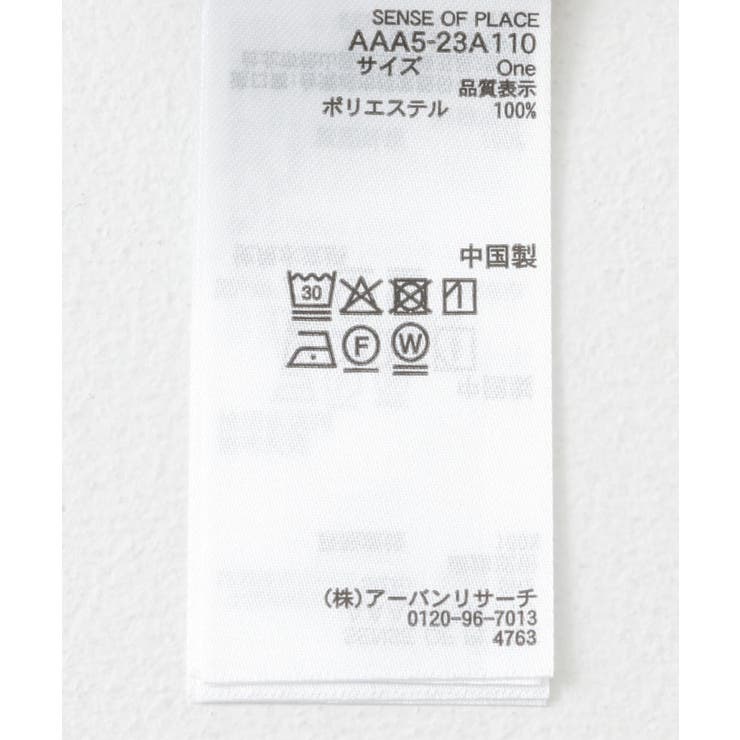 SENSE OF PLACE
AAA5-23A110
サイズ One
品質表示
ポリエステル 100%
中国製
30
F W
(株)アーバンリサーチ
0120-96-7013
4763